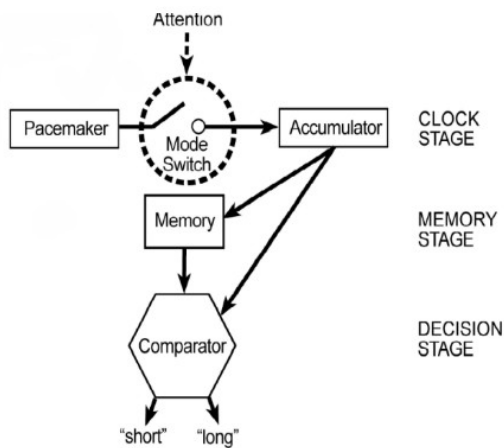 Attention
Pacemaker
Mode
Switch
Accumulator
CLOCK
STAGE
Memory
MEMORY
STAGE
Comparator
DECISION
STAGE
“short”
“long”